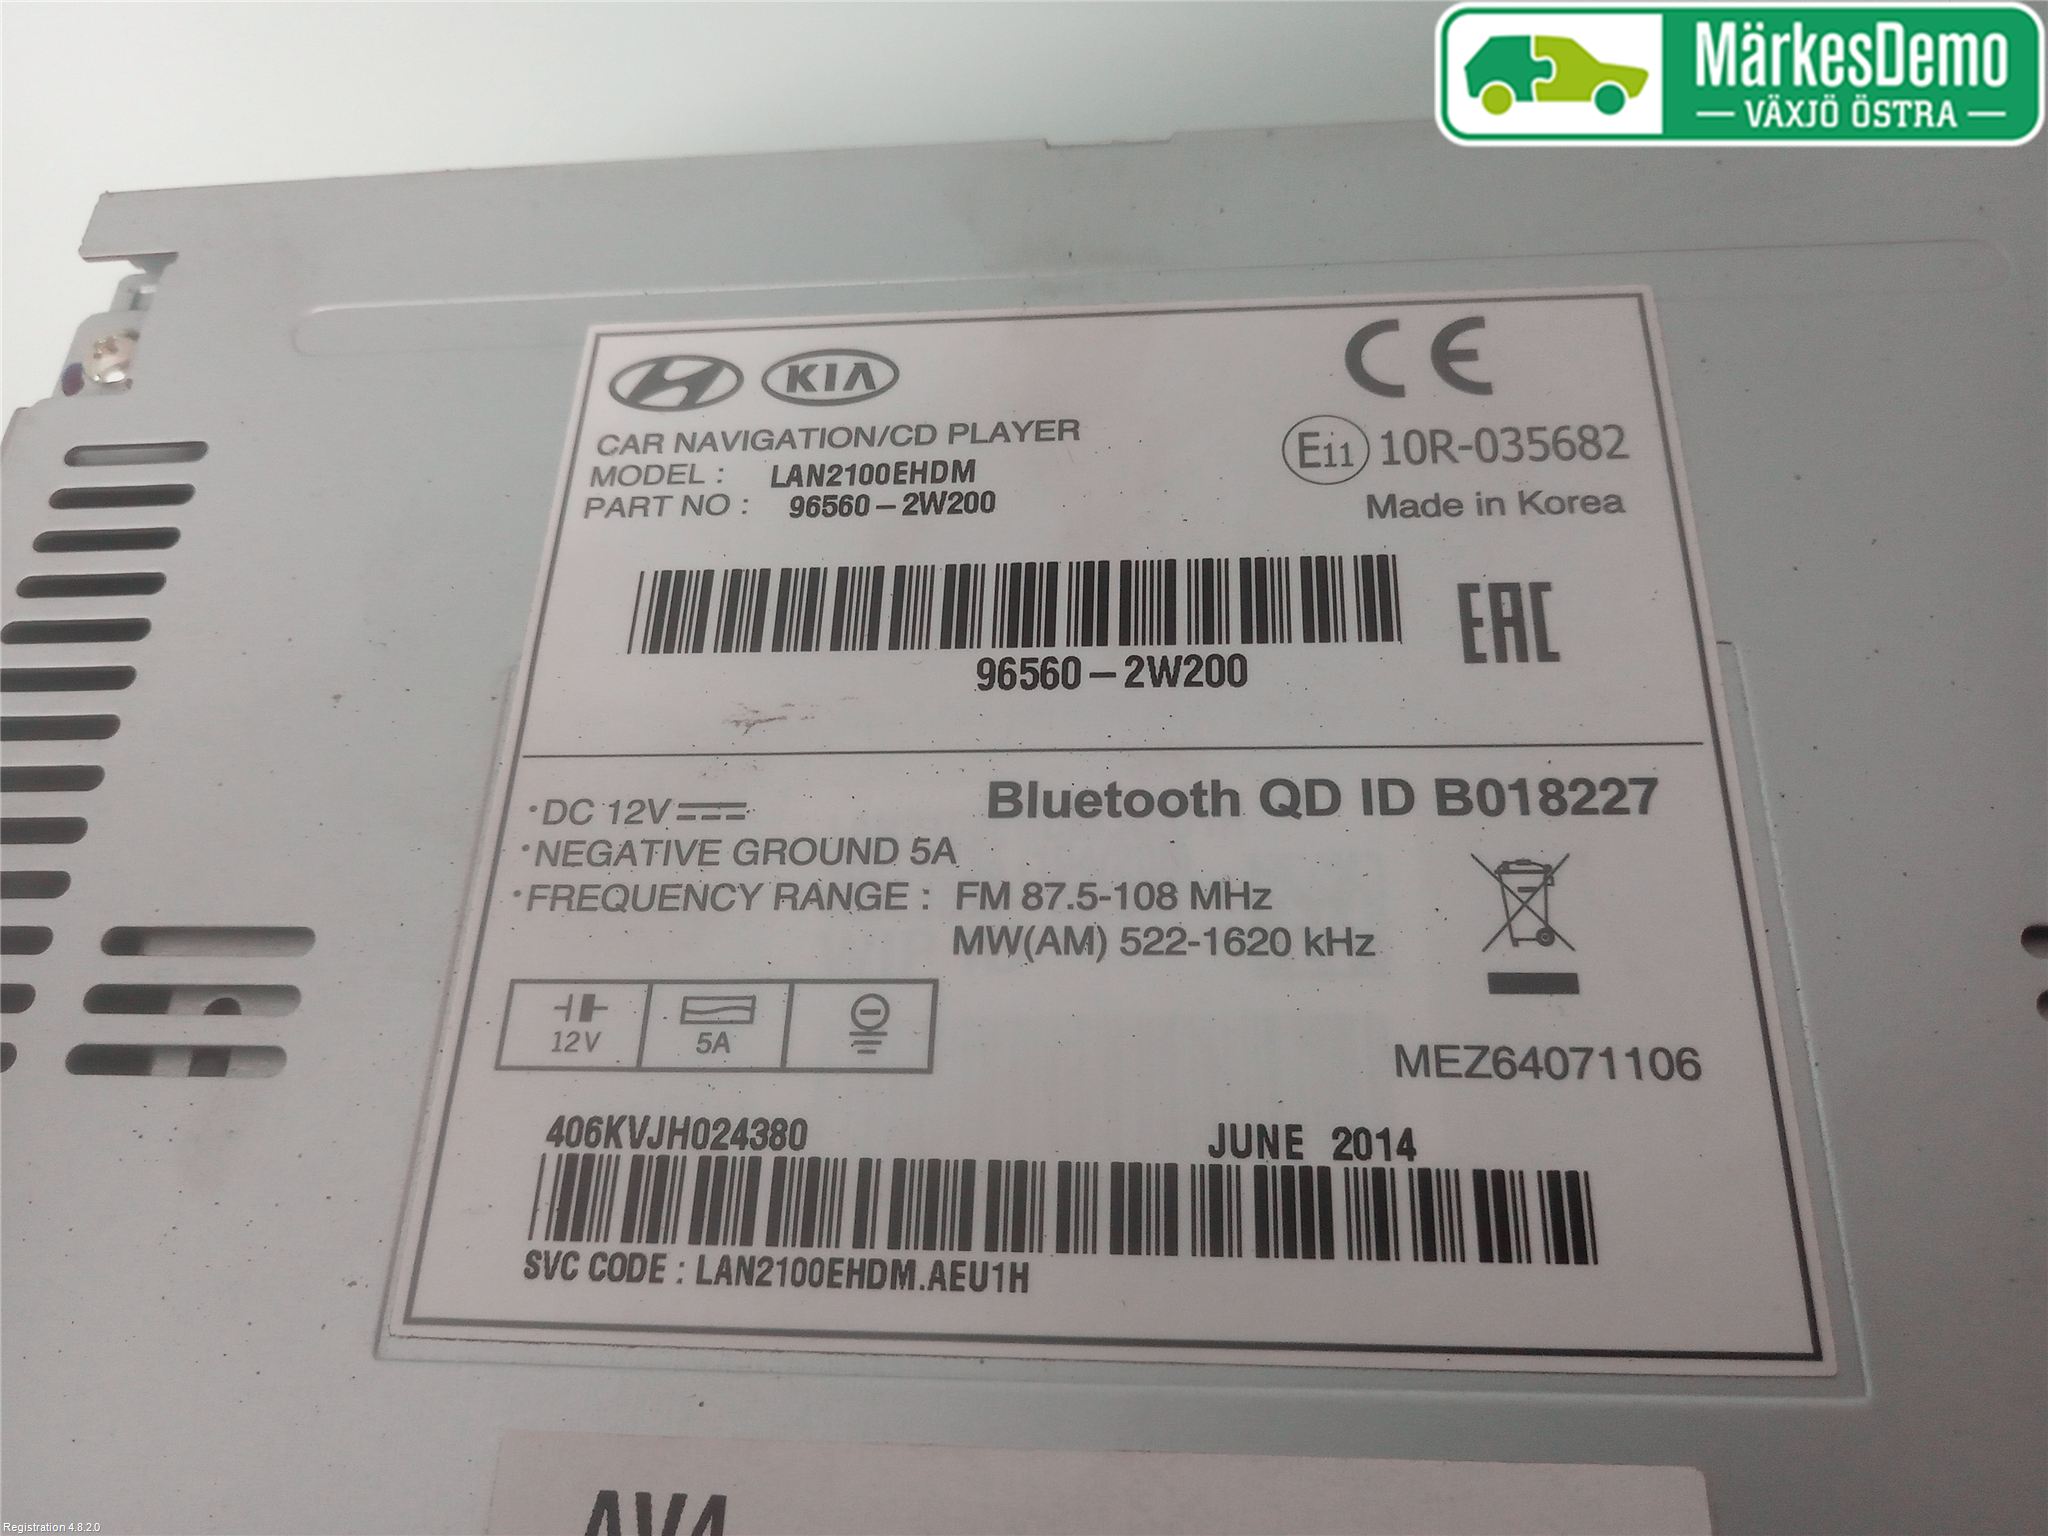 MärkesDemo
VÄXJÖ ÖSTRA
KIA
CE
CAR NAVIGATION/CD PLAYER
MODEL : LAN2100EHDM
PART NO : 96560-2W200
E11 10R-035682
Made in Korea
EAC
96560-2W200
Bluetooth QD ID B018227
•DC 12V
•NEGATIVE GROUND 5A
•FREQUENCY RANGE : FM 87.5-108 MHz
MW(AM) 522-1620 kHz
12V 5A
MEZ64071106
406KVJH024380 JUNE 2014
SVC CODE : LAN2100EHDM.AEU1H
AV4
Registration 4.8.2.0